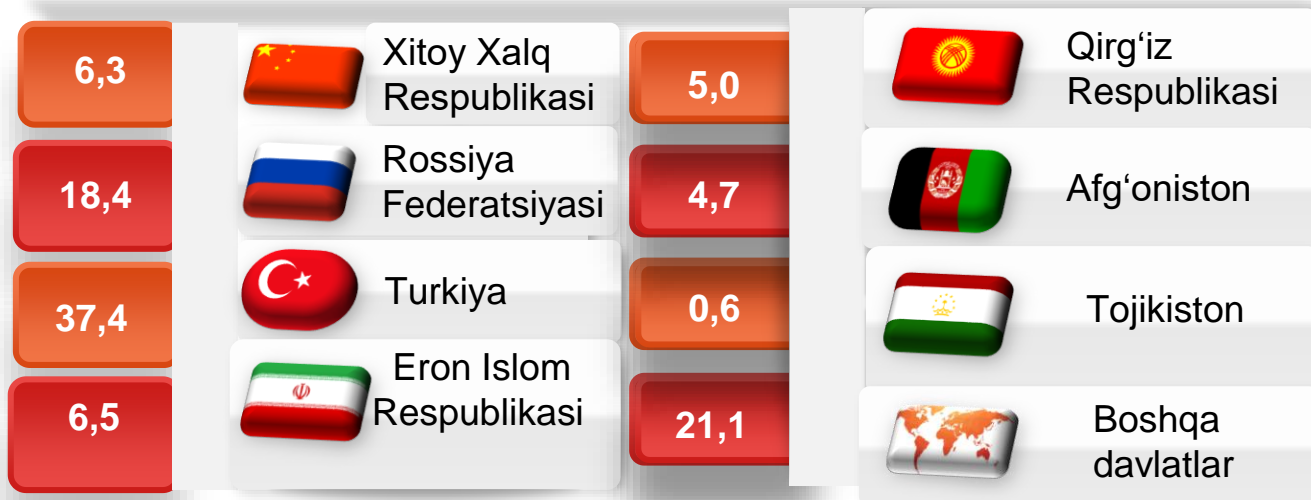 6,3
Xitoy Xalq
Respublikasi
18,4
Rossiya
Federatsiyasi
37,4
Turkiya
6,5
Eron Islom
Respublikasi
5,0
Qirg‘iz
Respublikasi
4,7
Afg‘oniston
0,6
Tojikiston
21,1
Boshqa
davlatlar